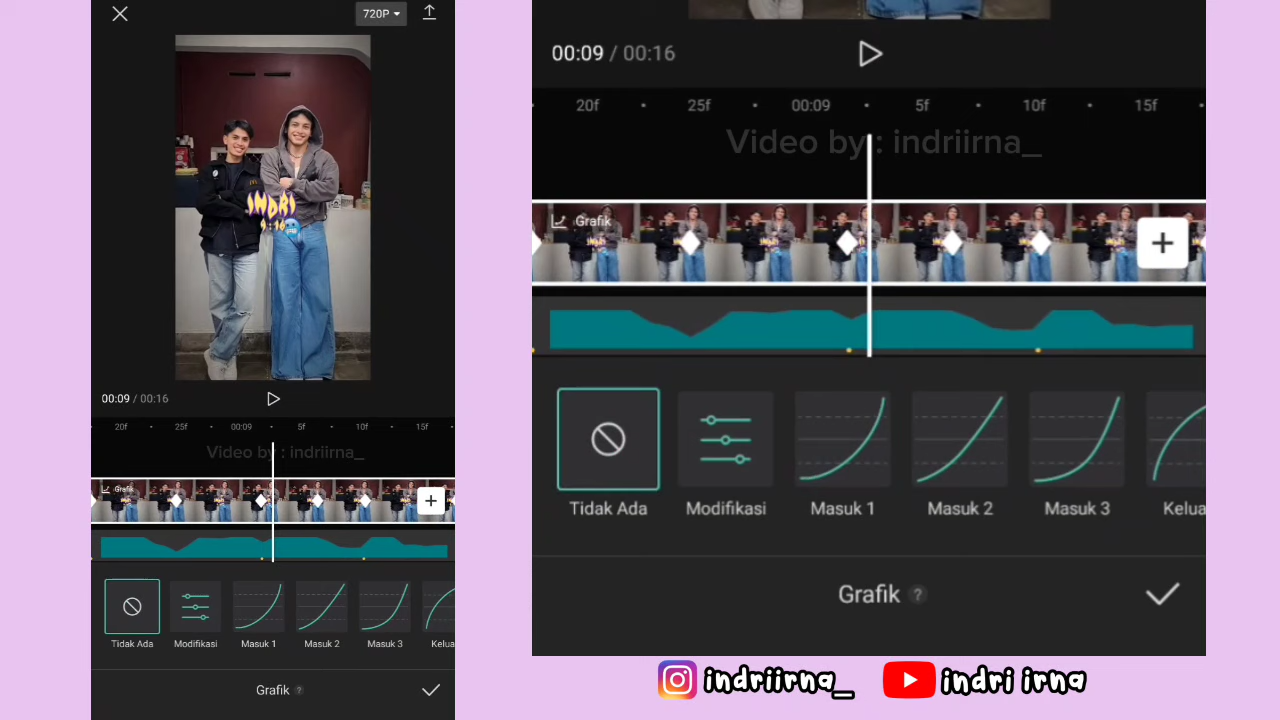 720P
INDRI
00:09 / 00:16
20f 25f 00:09 5f 10f 15f
Video by : indriirna_
Grafik
Tidak Ada Modifikasi Masuk 1 Masuk 2 Masuk 3 Kelua
Grafik ?
00:09 / 00:16
20f 25f 00:09 5f 10f 15f
Video by : indriirna_
Grafik
Tidak Ada Modifikasi Masuk 1 Masuk 2 Masuk 3 Kelua
Grafik ?
indriirna_ indri irna